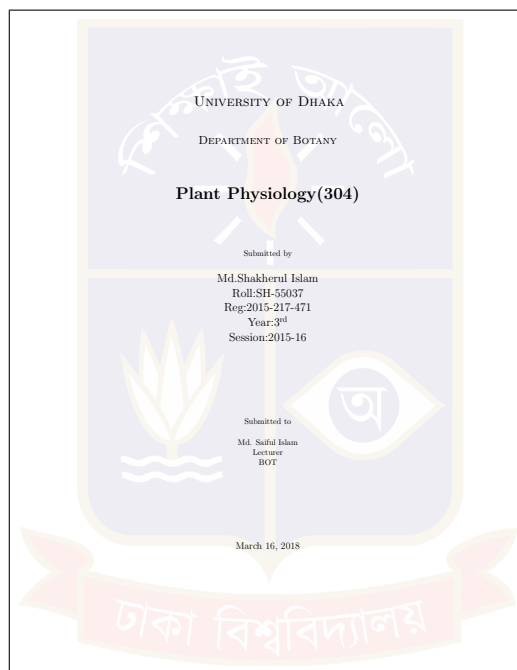 শিক্ষাই আলো
University of Dhaka
Department of Botany
Plant Physiology(304)
Submitted by
Md.Shakherul Islam
Roll:SH-55037
Reg:2015-217-471
Year:3rd
Session:2015-16
অ
Submitted to
Md. Saiful Islam
Lecturer
BOT
March 16, 2018
ঢাকা বিশ্ববিদ্যালয়